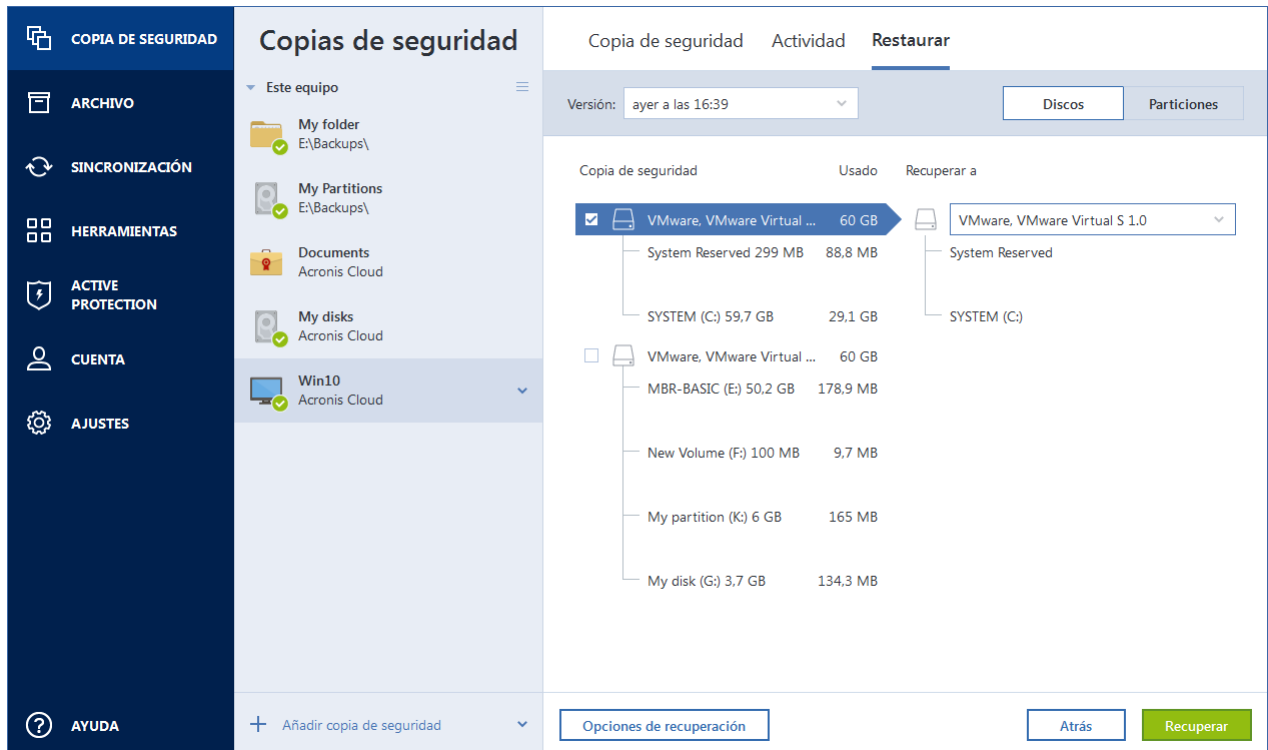 COPIA DE SEGURIDAD
ARCHIVO
SINCRONIZACIÓN
HERRAMIENTAS
ACTIVE
PROTECTION
CUENTA
AJUSTES
AYUDA
Copias de seguridad
Este equipo
My folder
E:\Backups\
My Partitions
E:\Backups\
Documents
Acronis Cloud
My disks
Acronis Cloud
Win10
Acronis Cloud
Añadir copia de seguridad
Copia de seguridad Actividad Restaurar
Versión: ayer a las 16:39 Discos Particiones
Copia de seguridad Usado Recuperar a
VMware, VMware Virtual ... 60 GB VMware, VMware Virtual S 1.0
System Reserved 299 MB 88,8 MB System Reserved
SYSTEM (C:) 59,7 GB 29,1 GB SYSTEM (C:)
VMware, VMware Virtual ... 60 GB
MBR-BASIC (E:) 50,2 GB 178,9 MB
New Volume (F:) 100 MB 9,7 MB
My partition (K:) 6 GB 165 MB
My disk (G:) 3,7 GB 134,3 MB
Opciones de recuperación Atrás Recuperar